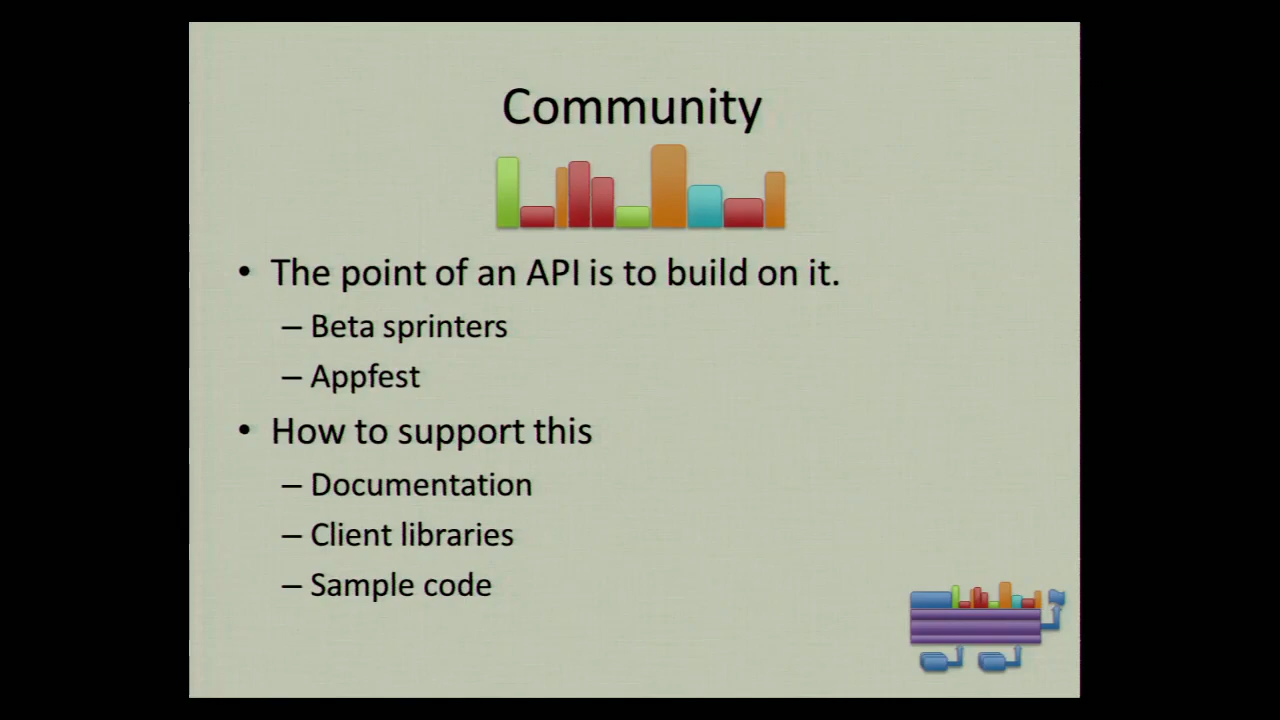 Community
• The point of an API is to build on it.
– Beta sprinters
– Appfest
• How to support this
– Documentation
– Client libraries
– Sample code